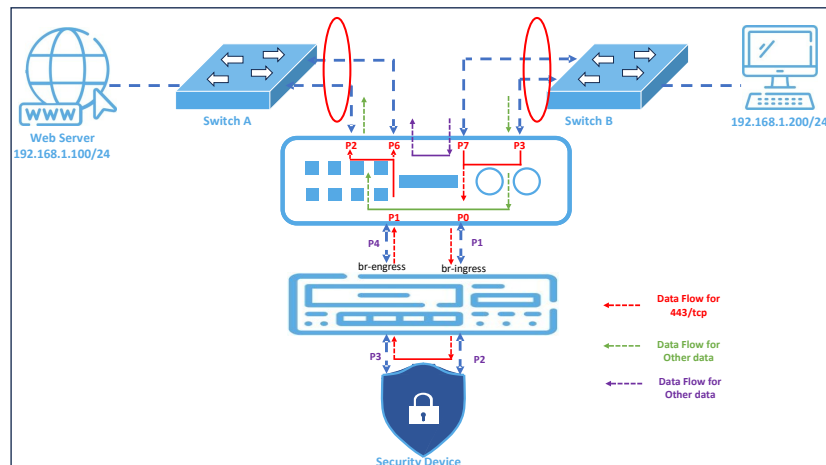 WWW
Web Server
192.168.1.100/24
Switch A
Switch B
192.168.1.200/24
P2
P6
P7
P3
P1
P0
P4
P1
br-engress
br-ingress
P3
P2
Security Device
Data Flow for
443/tcp
Data Flow for
Other data
Data Flow for
Other data